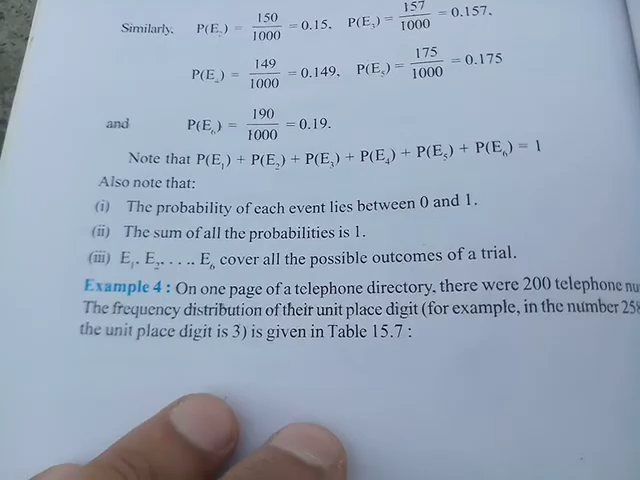 Similarly, P(E₂) = 150/1000 = 0.15, P(E₃) = 157/1000 = 0.157,
P(E₄) = 149/1000 = 0.149, P(E₅) = 175/1000 = 0.175
and P(E₆) = 190/1000 = 0.19.
Note that P(E₁) + P(E₂) + P(E₃) + P(E₄) + P(E₅) + P(E₆) = 1
Also note that:
(i) The probability of each event lies between 0 and 1.
(ii) The sum of all the probabilities is 1.
(iii) E₁, E₂, . . ., E₆ cover all the possible outcomes of a trial.
Example 4 : On one page of a telephone directory, there were 200 telephone
The frequency distribution of their unit place digit (for example, in the number
the unit place digit is 3) is given in Table 15.7 :